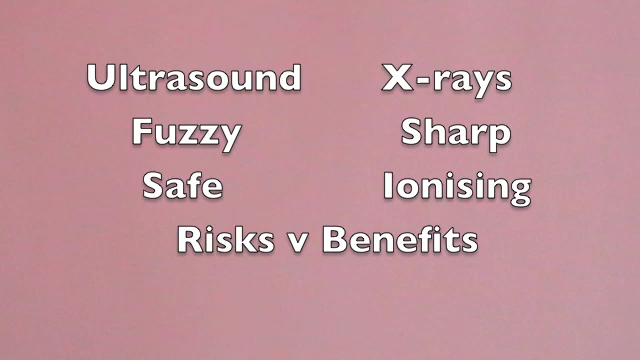 Ultrasound X-rays
Fuzzy Sharp
Safe Ionising
Risks v Benefits